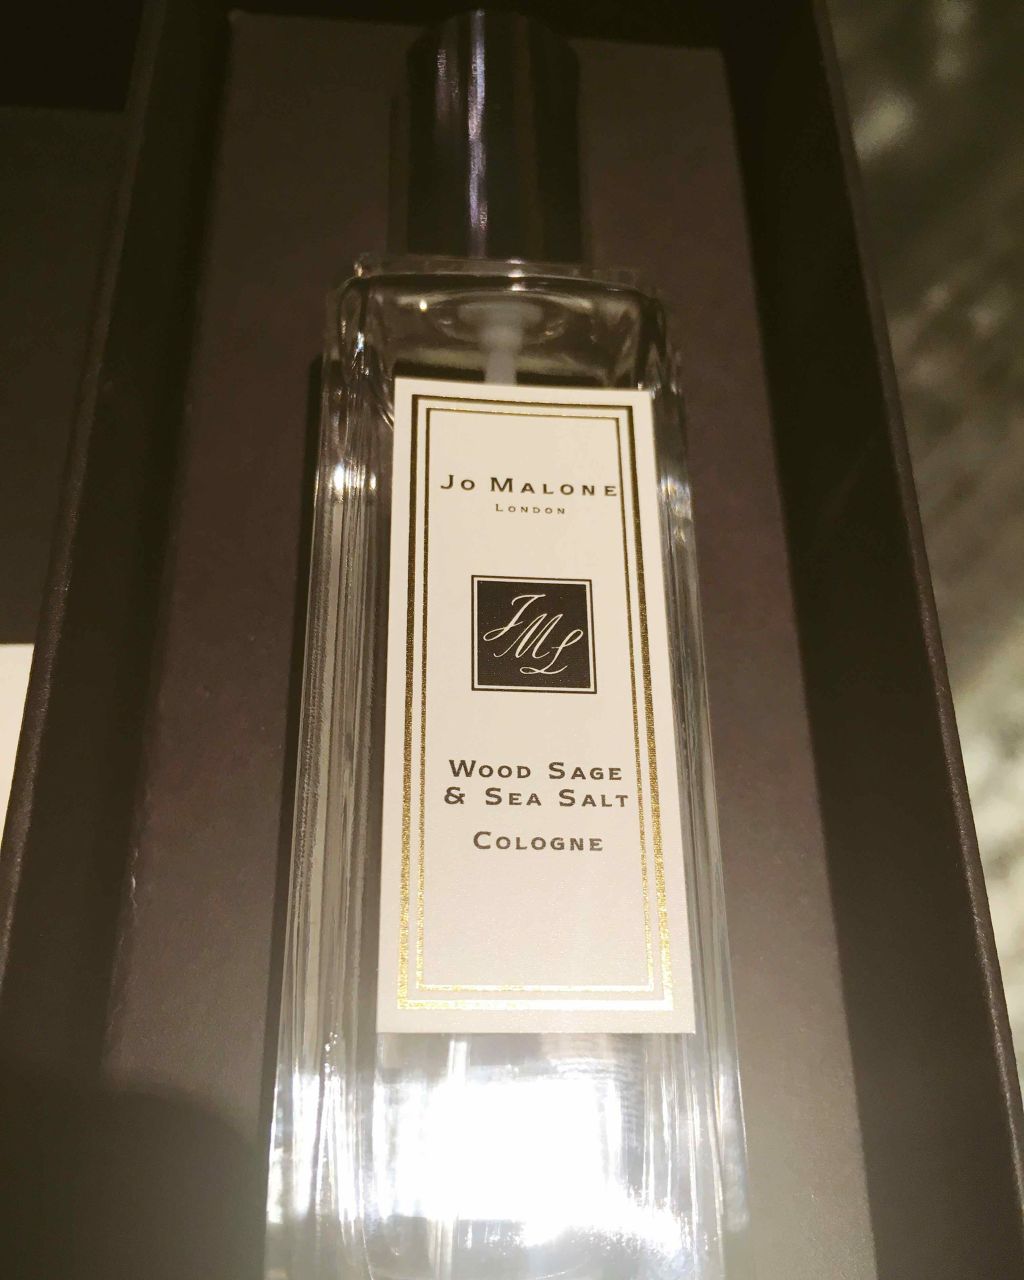 Jo Malone
London
JML
Wood Sage
& Sea Salt
Cologne